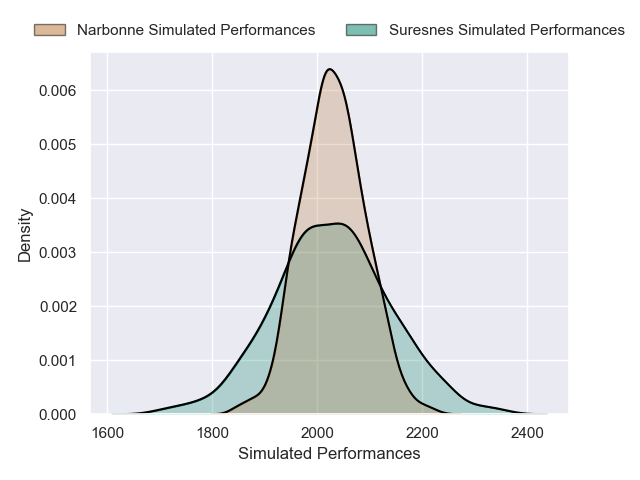 Narbonne Simulated Performances Suresnes Simulated Performances
0.006
0.005
0.004
0.003
0.002
0.001
0.000
Density
1600 1800 2000 2200 2400
Simulated Performances